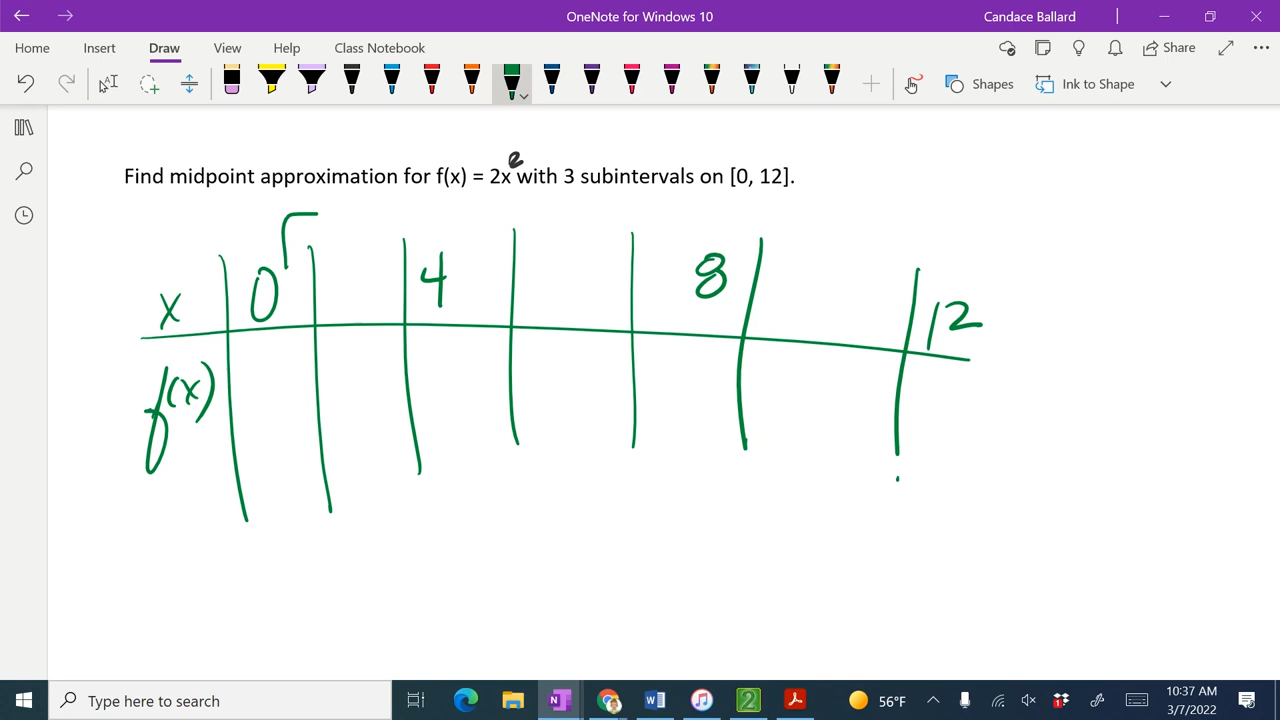 OneNote for Windows 10
Candace Ballard
Home Insert Draw View Help Class Notebook
Share
Shapes
Ink to Shape
Find midpoint approximation for f(x) = 2x² with 3 subintervals on [0, 12].
x 0 4 8 12
f(x)
Type here to search
56°F
10:37 AM
3/7/2022